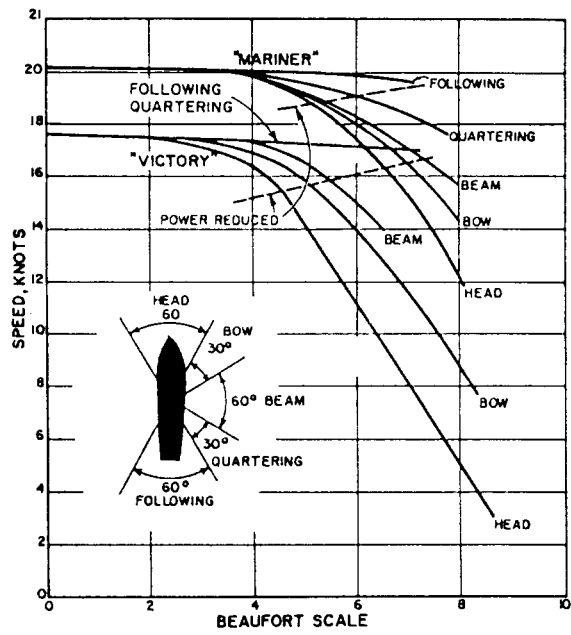 21
20
18
16
14
12
10
8
6
4
2
0
SPEED, KNOTS
"MARINER"
FOLLOWING
FOLLOWING
QUARTERING
QUARTERING
"VICTORY"
BEAM
POWER REDUCED
BOW
BEAM
HEAD
HEAD
60
BOW
30°
60° BEAM
BOW
30°
QUARTERING
60°
FOLLOWING
HEAD
0
2
4
6
8
10
BEAUFORT SCALE